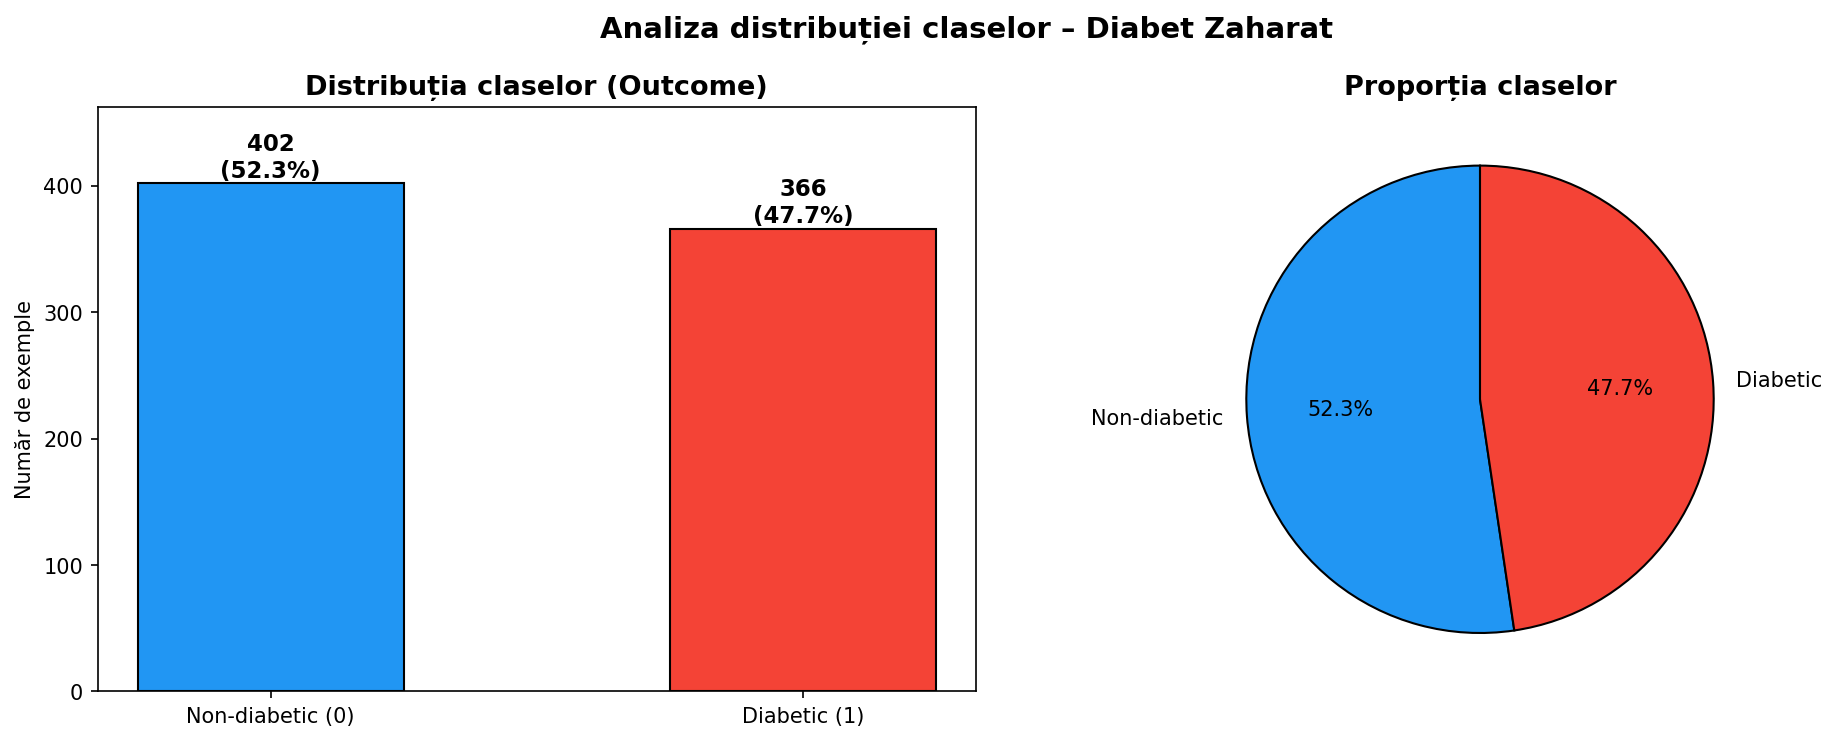 Analiza distribuției claselor – Diabet Zaharat
Distribuția claselor (Outcome)
Număr de exemple
400
300
200
100
0
402
(52.3%)
366
(47.7%)
Non-diabetic (0)
Diabetic (1)
Proporția claselor
Non-diabetic
52.3%
47.7%
Diabetic